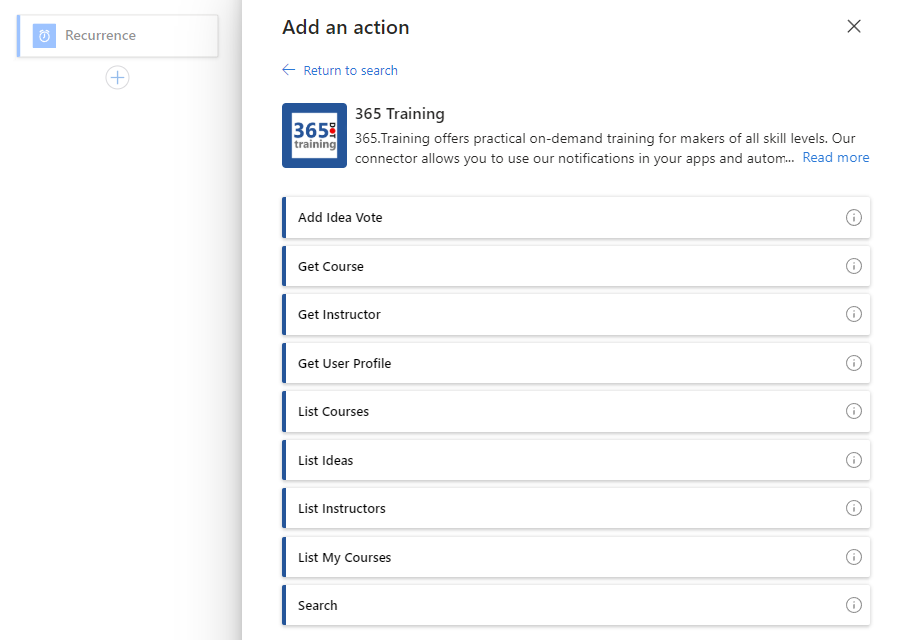 Recurrence
Add an action
Return to search
365 DOT training
365 Training
365.Training offers practical on-demand training for makers of all skill levels. Our
connector allows you to use our notifications in your apps and autom... Read more
Add Idea Vote
Get Course
Get Instructor
Get User Profile
List Courses
List Ideas
List Instructors
List My Courses
Search